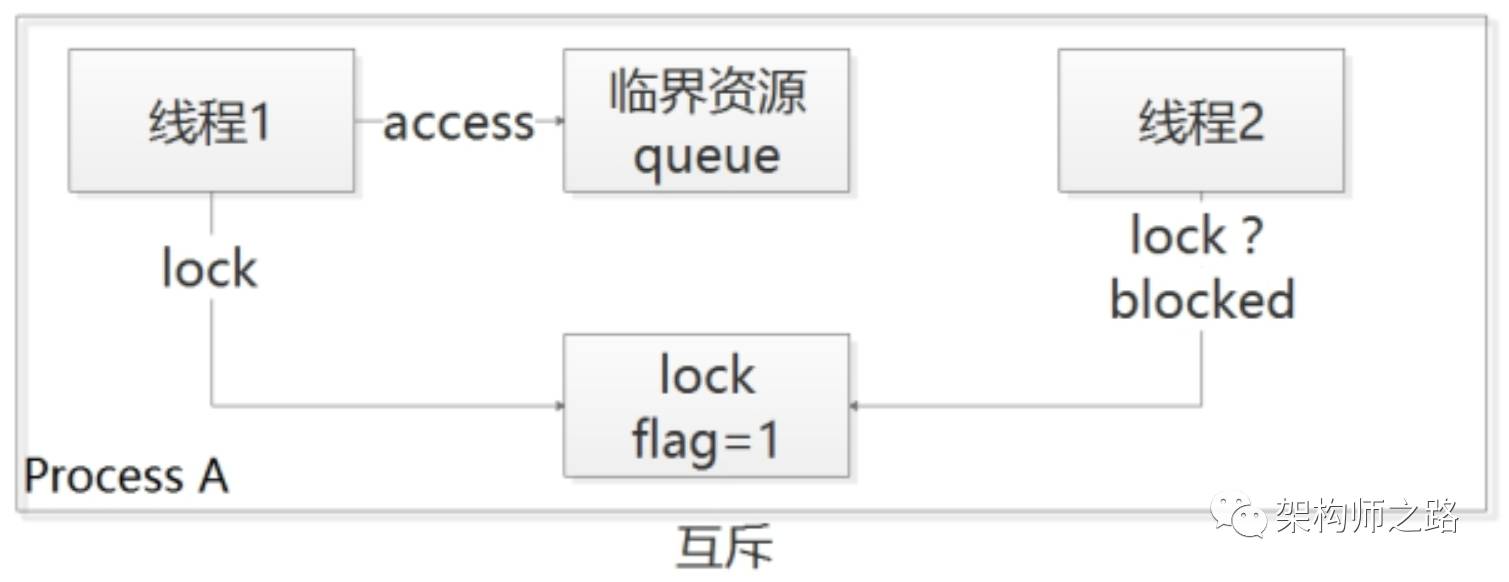 线程1
access
临界资源
queue
线程2
lock
lock ?
blocked
lock
flag=1
Process A
架构师之路
互斥